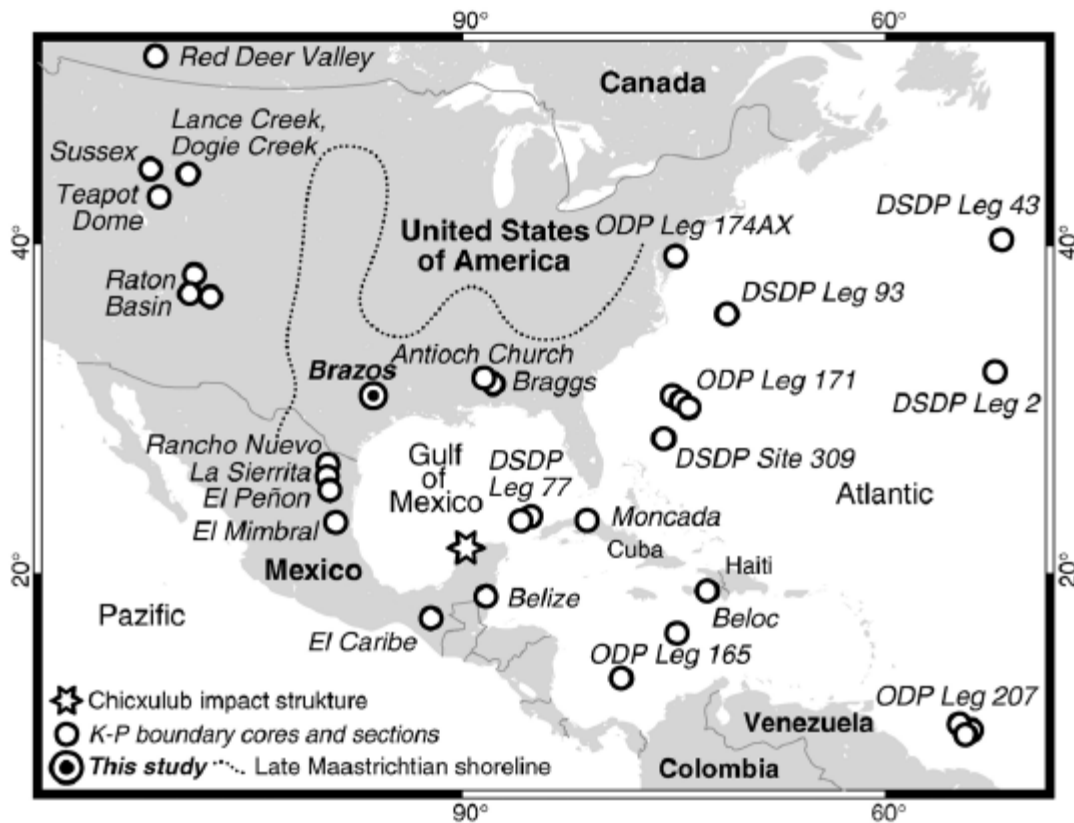 90°
60°
Red Deer Valley
Canada
Lance Creek,
Dogie Creek
Sussex
Teapot
Dome
DSDP Leg 43
United States
of America
ODP Leg 174AX
40°
40°
Raton
Basin
DSDP Leg 93
Antioch Church
Brazos
Braggs
ODP Leg 171
DSDP Leg 2
Rancho Nuevo
La Sierrita
El Peñon
El Mimbral
Gulf
of
Mexico
DSDP
Leg 77
DSDP Site 309
Atlantic
Moncada
Cuba
Mexico
20°
20°
Haiti
Pazific
Belize
Beloc
El Caribe
ODP Leg 165
ODP Leg 207
Chicxulub impact strukture
Venezuela
K-P boundary cores and sections
This study Late Maastrichtian shoreline
Colombia
90°
60°